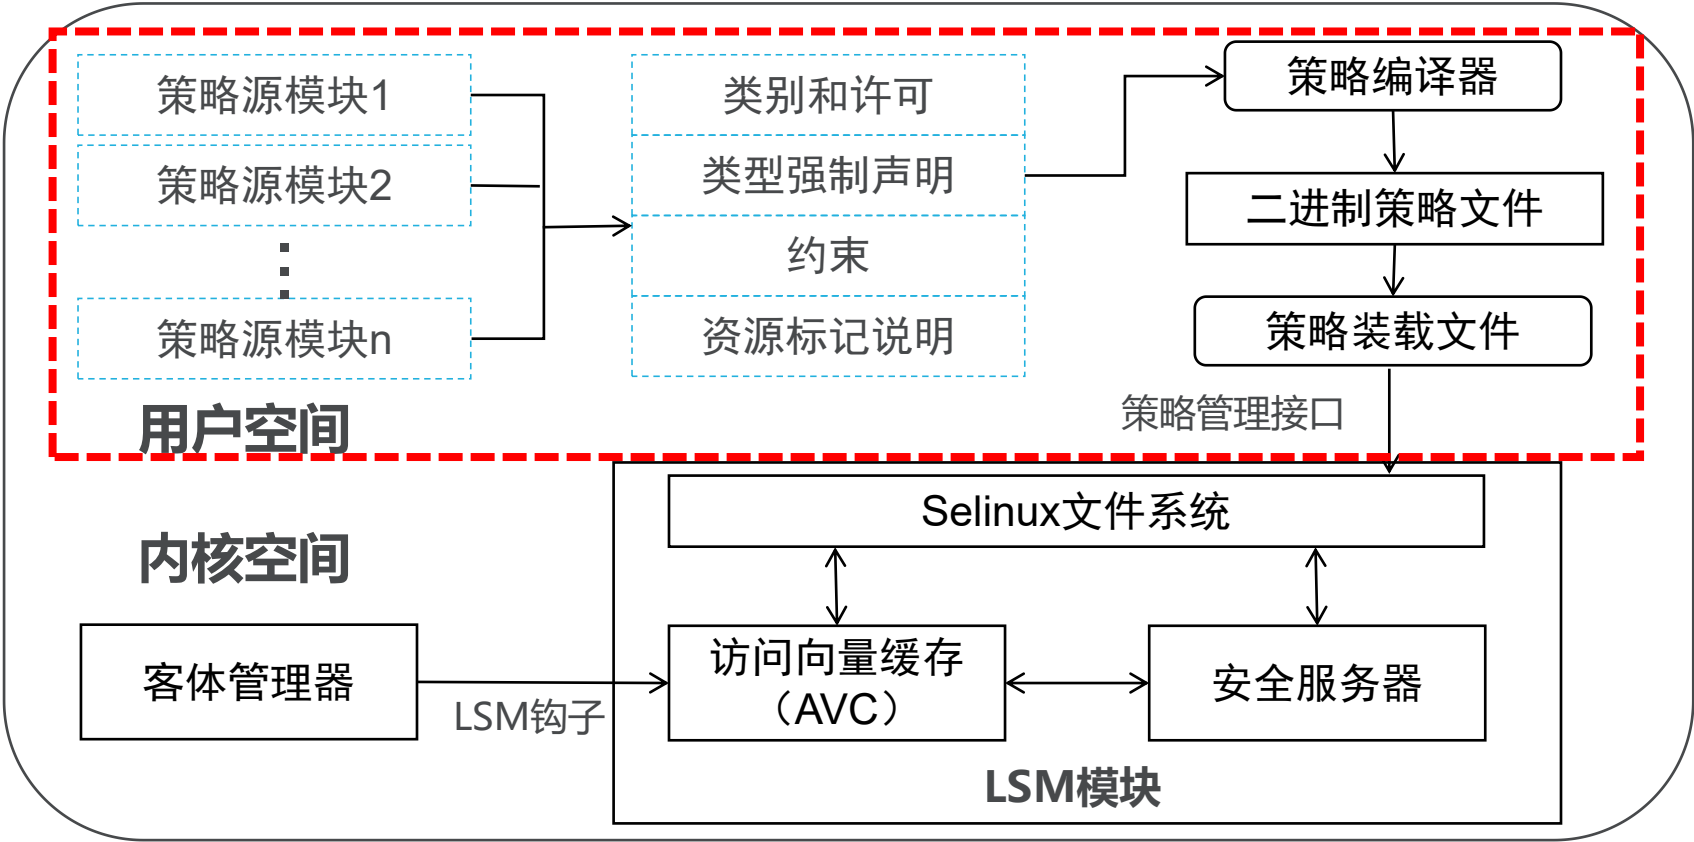 策略源模块1
策略源模块2
策略源模块n
类别和许可
类型强制声明
约束
资源标记说明
策略编译器
二进制策略文件
策略装载文件
策略管理接口
用户空间
内核空间
Selinux文件系统
客体管理器
LSM钩子
访问向量缓存
（AVC）
安全服务器
LSM模块